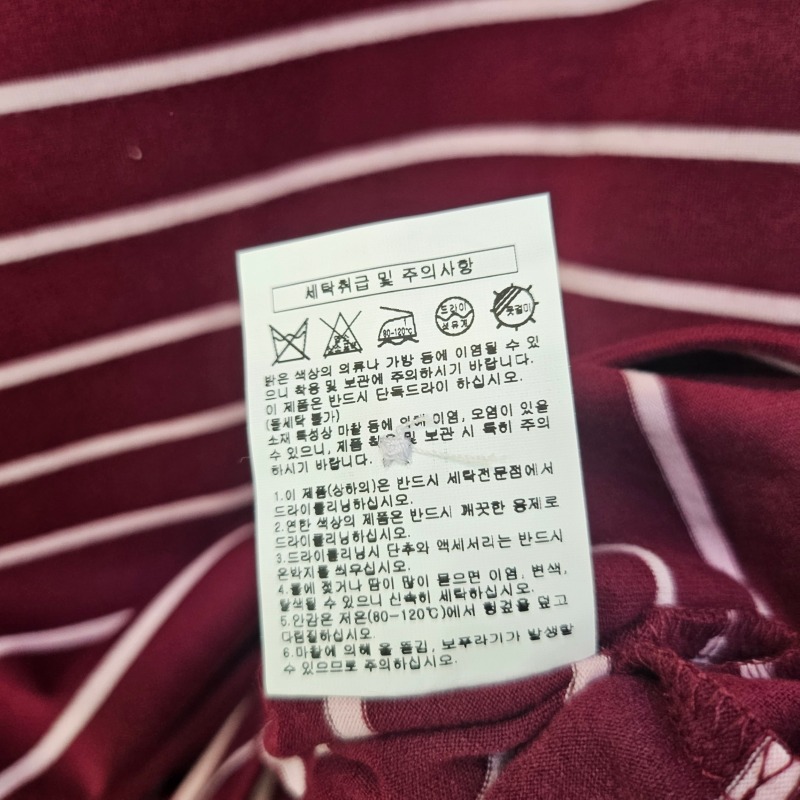 세탁취급 및 주의사항
80-120℃ 드라이 석유계 옷걸이
밝은 색상의 의류나 가방 등에 이염될 수 있
으니 착용 및 보관에 주의하시기 바랍니다.
이 제품은 반드시 단독드라이 하십시오.
(물세탁 불가)
소재 특성상 마찰 등에 의해 이염, 오염이 있을
수 있으니, 제품 및 보관 시 특히 주의
하시기 바랍니다.
1.이 제품(상하의)은 반드시 세탁전문점에서
드라이클리닝하십시오.
2.연한 색상의 제품은 반드시 깨끗한 용제로
드라이클리닝하십시오.
3.드라이클리닝시 단추와 액세서리는 반드시
은박지를 씌우십시오.
4.물에 젖거나 땀이 많이 묻으면 이염, 변색,
탈색될 수 있으니 신속히 세탁하십시오.
5.안감은 저온(80-120℃)에서 헝겊을 덮고
다림질하십시오.
6.마찰에 의해 올 뜯김, 보푸라기가 발생할
수 있으므로 주의하십시오.